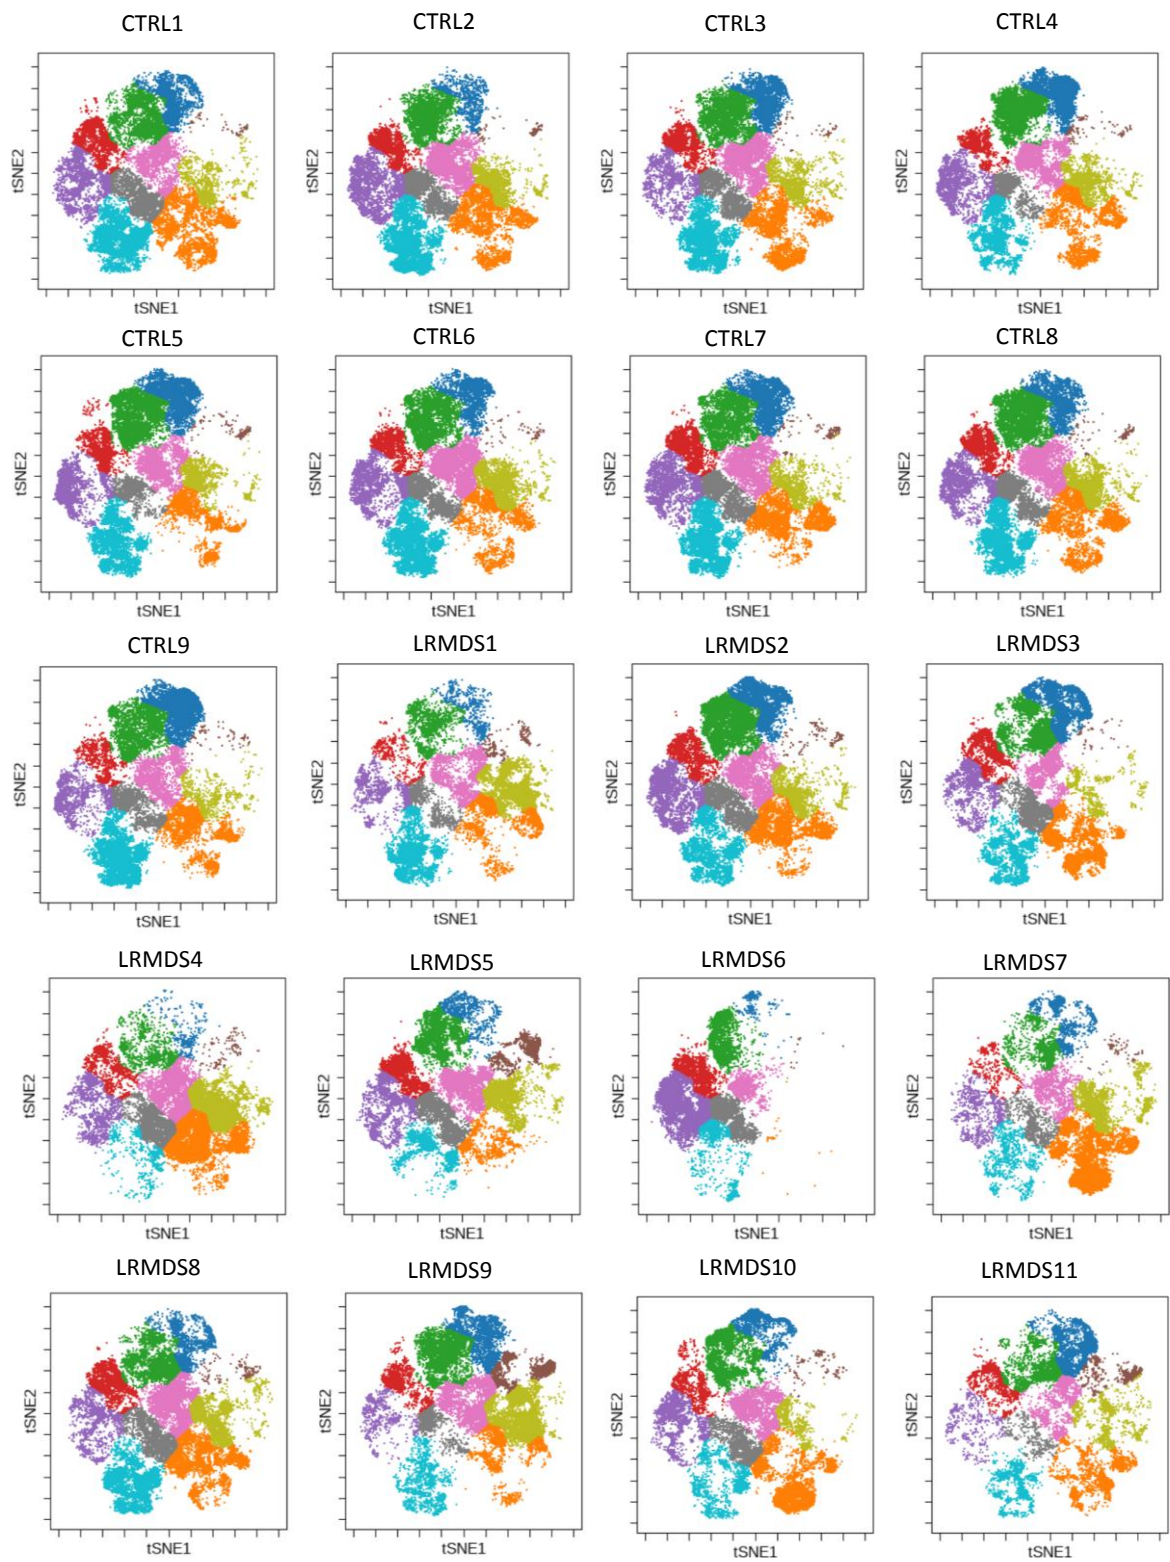 CTRL1 CTRL2 CTRL3 CTRL4
tSNE2 tSNE2 tSNE2 tSNE2
tSNE1 tSNE1 tSNE1 tSNE1
CTRL5 CTRL6 CTRL7 CTRL8
tSNE2 tSNE2 tSNE2 tSNE2
tSNE1 tSNE1 tSNE1 tSNE1
CTRL9 LRMDS1 LRMDS2 LRMDS3
tSNE2 tSNE2 tSNE2 tSNE2
tSNE1 tSNE1 tSNE1 tSNE1
LRMDS4 LRMDS5 LRMDS6 LRMDS7
tSNE2 tSNE2 tSNE2 tSNE2
tSNE1 tSNE1 tSNE1 tSNE1
LRMDS8 LRMDS9 LRMDS10 LRMDS11
tSNE2 tSNE2 tSNE2 tSNE2
tSNE1 tSNE1 tSNE1 tSNE1